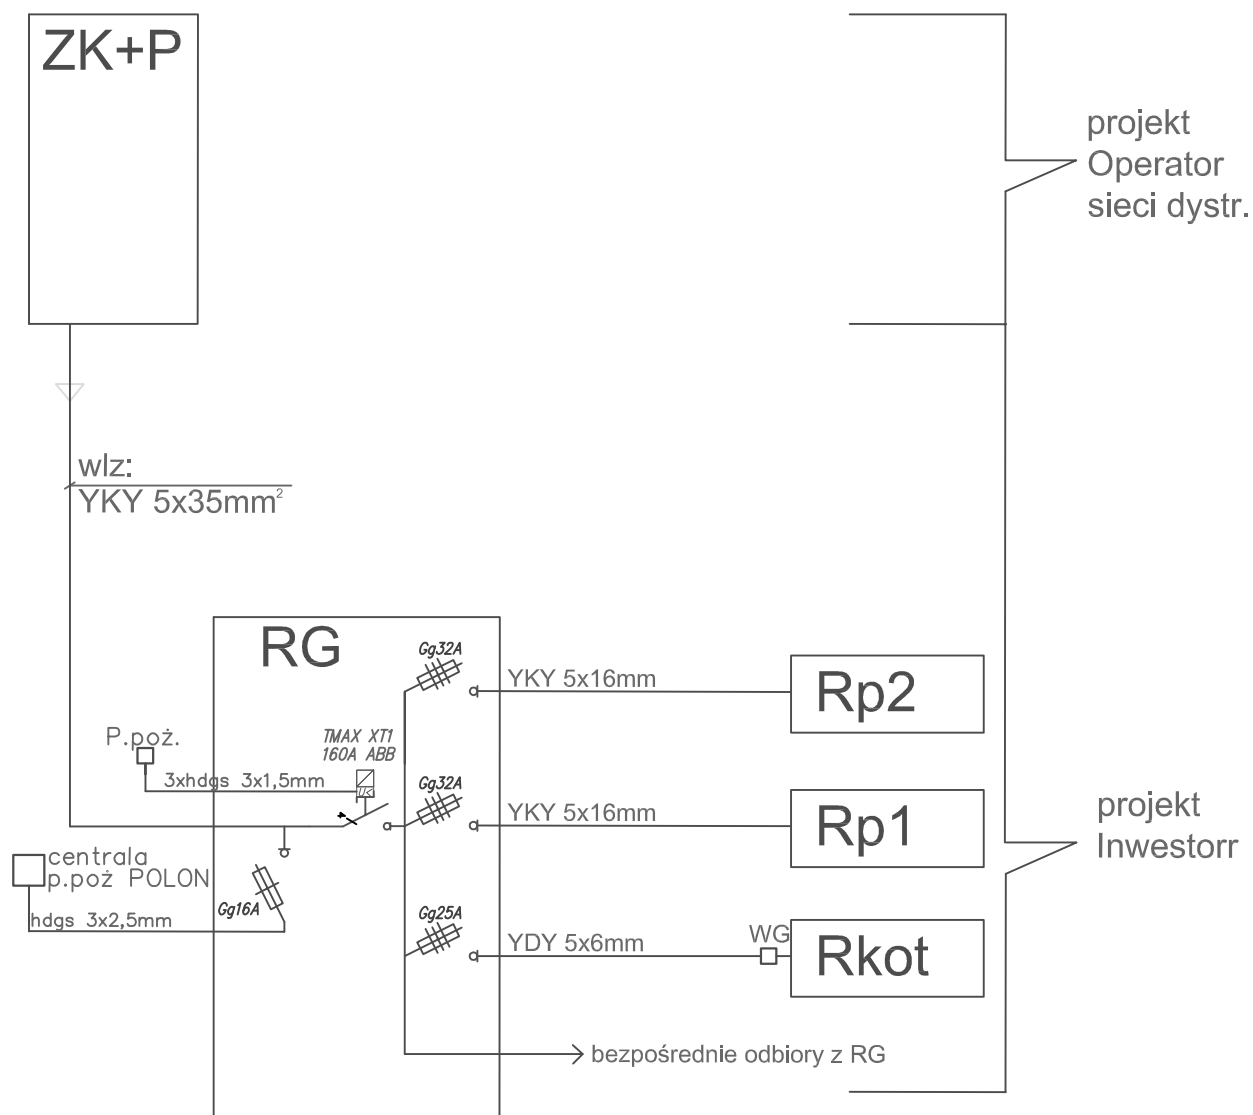 ZK+P
projekt
Operator
sieci dystr.
wlz:
YKY 5x35mm²
RG
Gg32A
YKY 5x16mm
Rp2
P.poż.
TMAX XT1
160A ABB
3xhdgs 3x1,5mm
U<
Gg32A
YKY 5x16mm
Rp1
projekt
Inwestorr
centrala
p.poż POLON
Gg16A
hdgs 3x2,5mm
Gg25A
YDY 5x6mm
WG
Rkot
bezpośrednie odbiory z RG